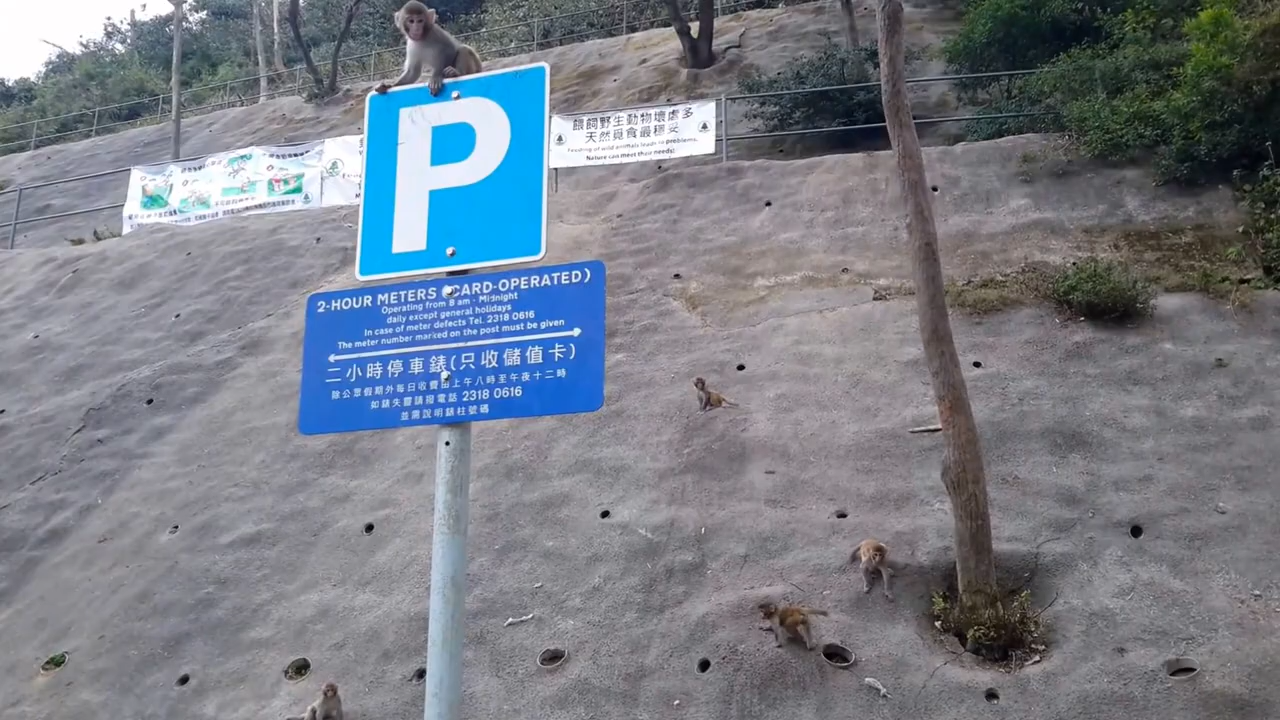 P
餵飼野生動物壞處多
天然覓食最穩妥
Feeding of wild animals leads to problems.
Nature can meet their needs!
2-HOUR METERS (CARD-OPERATED)
Operating from 8 am - Midnight
daily except general holidays
In case of meter defects Tel. 2318 0616
The meter number marked on the post must be given
二小時停車錶(只收儲值卡)
除公眾假期外每日收費由上午八時至午夜十二時
如錶失靈請撥電話 2318 0616
並需說明錶柱號碼